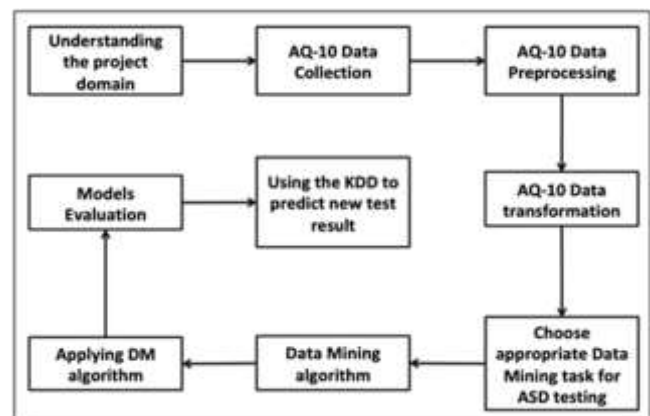 Understanding
the project
domain
AQ-10 Data
Collection
AQ-10 Data
Preprocessing
AQ-10 Data
transformation
Choose
appropriate Data
Mining task for
ASD testing
Data Mining
algorithm
Applying DM
algorithm
Models
Evaluation
Using the KDD to
predict new test
result